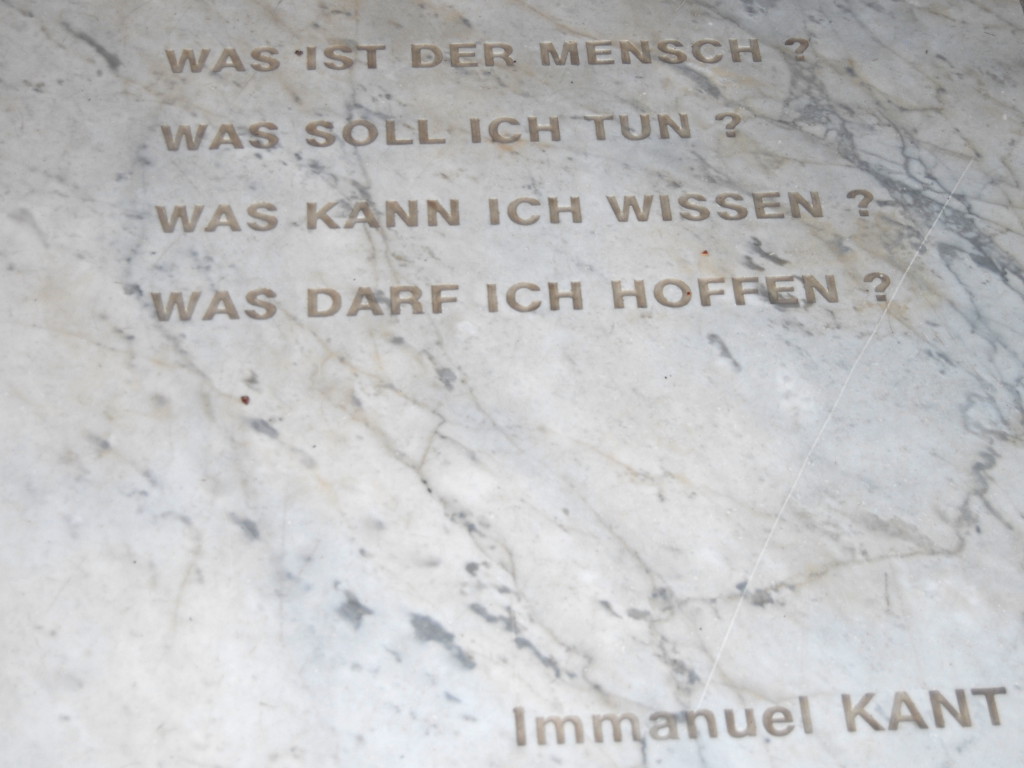 WAS IST DER MENSCH ?
WAS SOLL ICH TUN ?
WAS KANN ICH WISSEN ?
WAS DARF ICH HOFFEN ?
Immanuel KANT